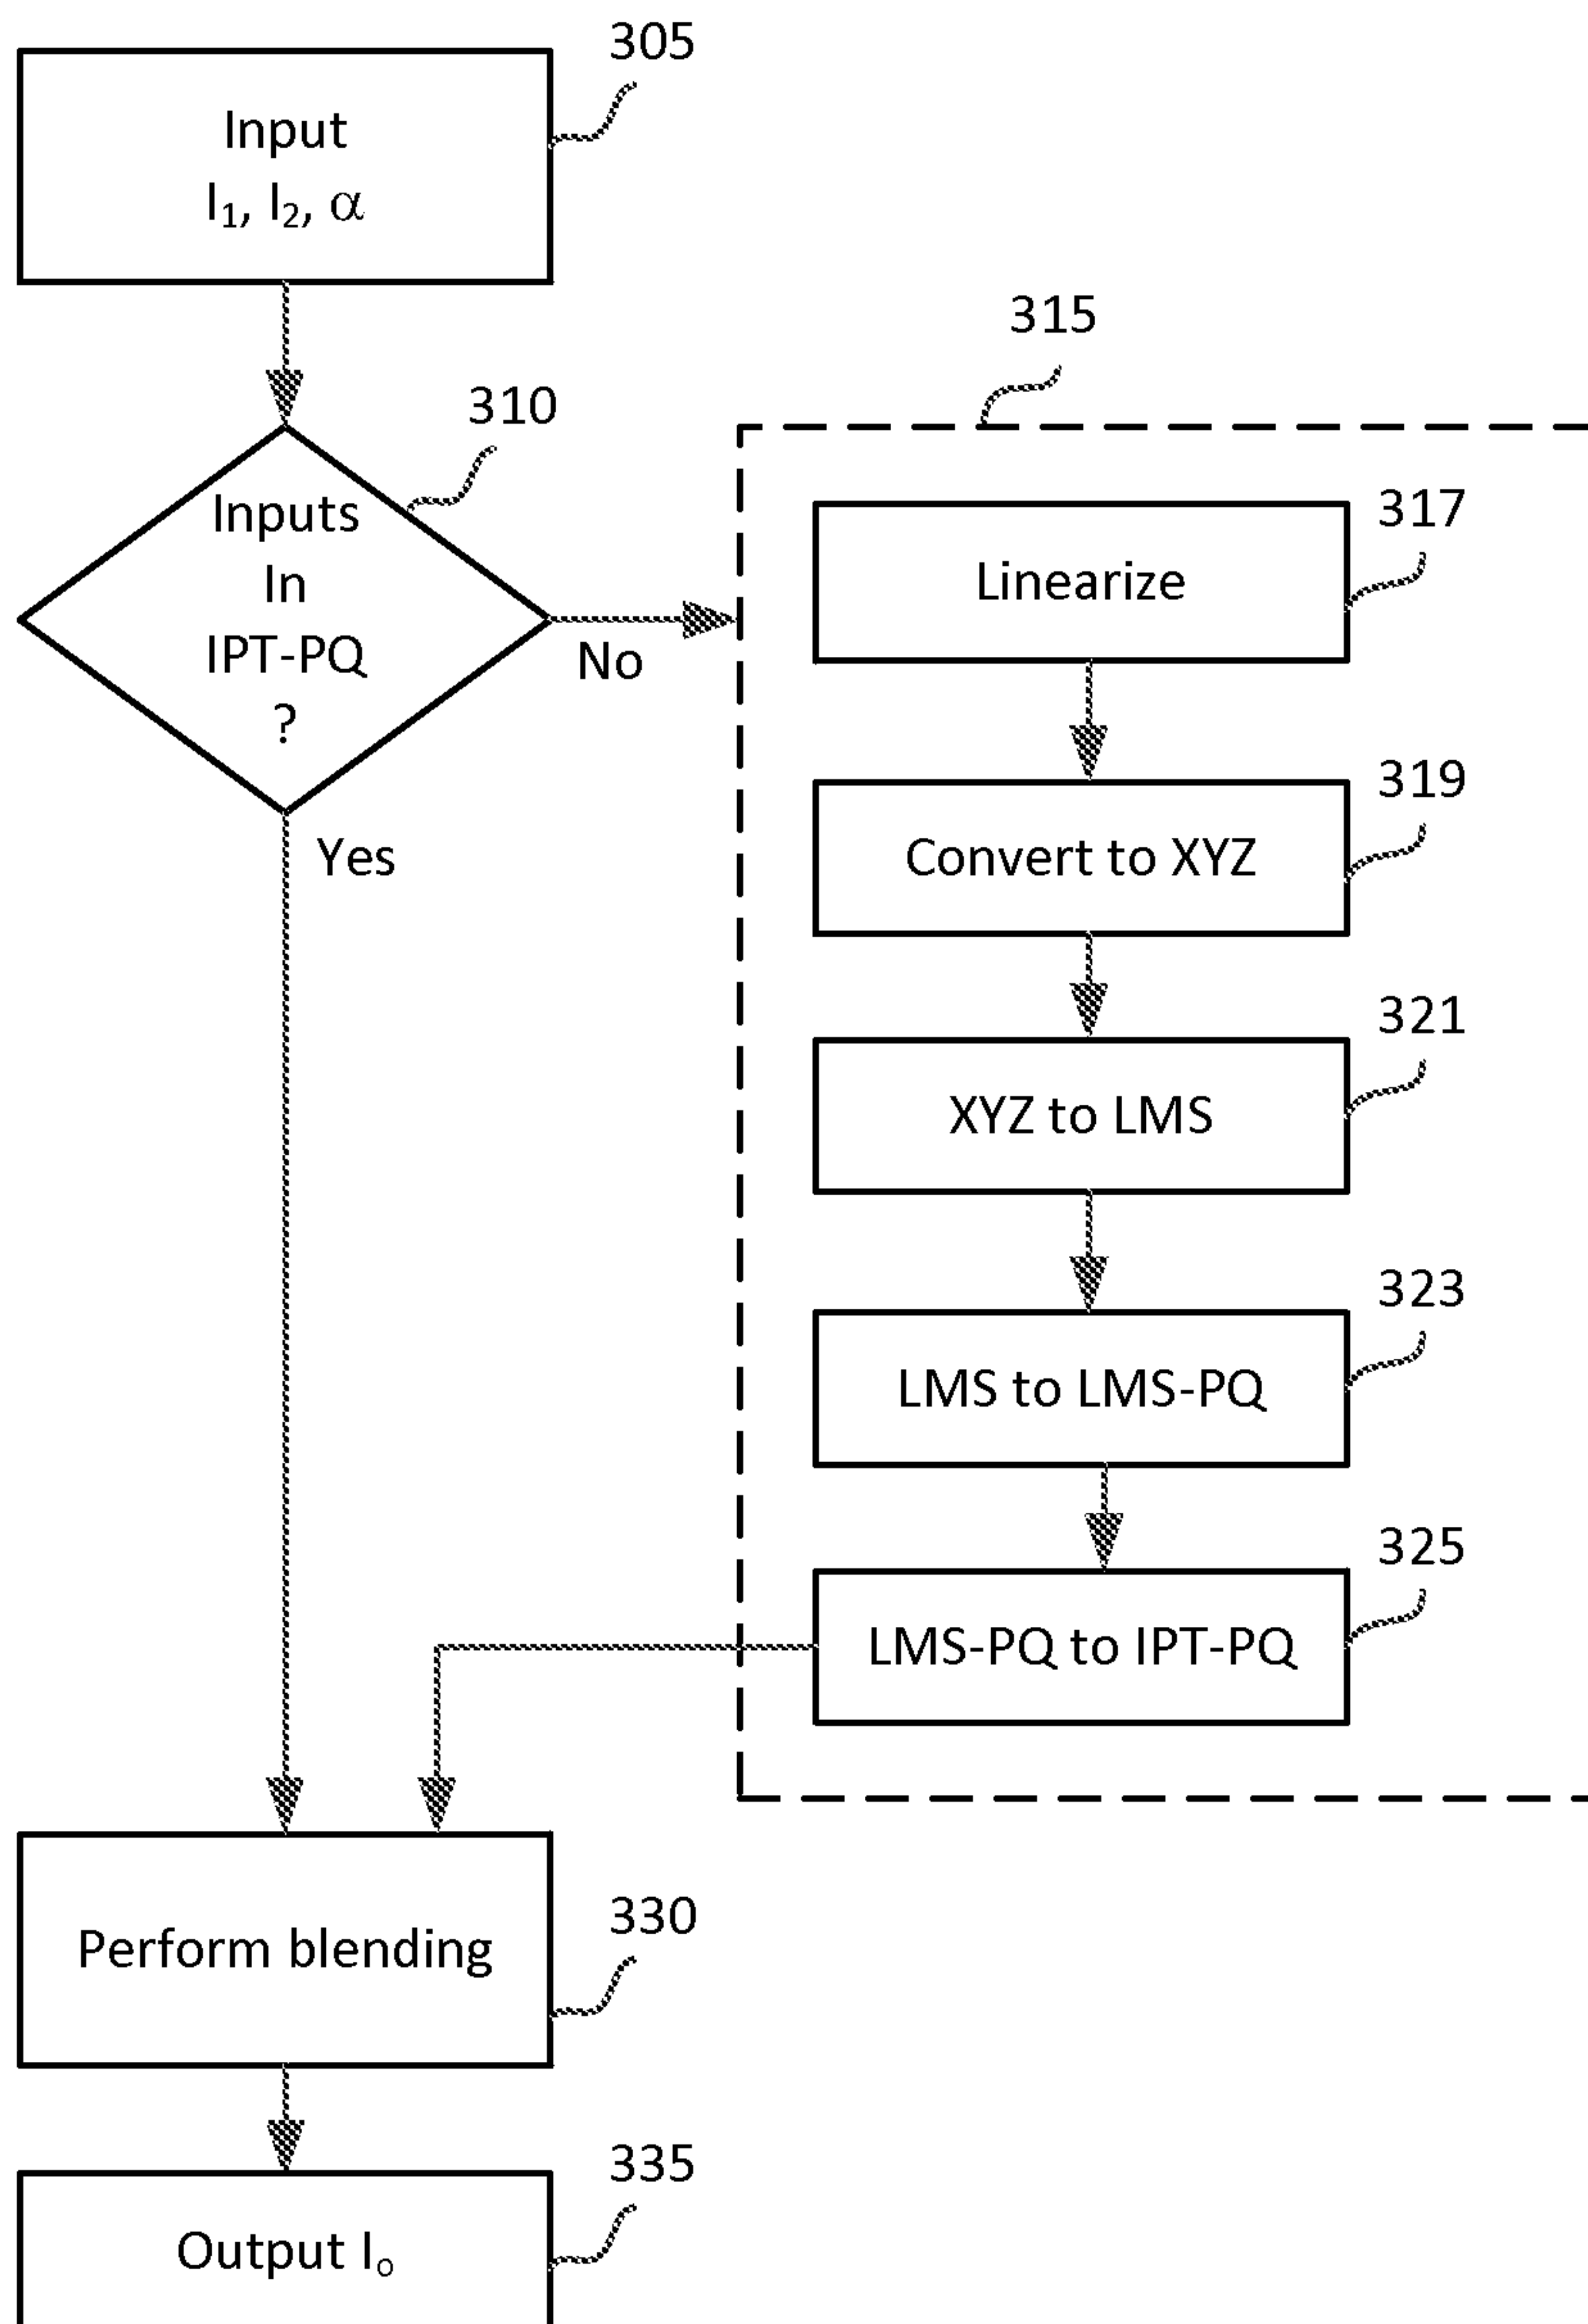 305
Input
I₁, I₂, α
315
310
Inputs
In
IPT-PQ
?
No
Yes
317
Linearize
319
Convert to XYZ
321
XYZ to LMS
323
LMS to LMS-PQ
325
LMS-PQ to IPT-PQ
330
Perform blending
335
Output Iₒ